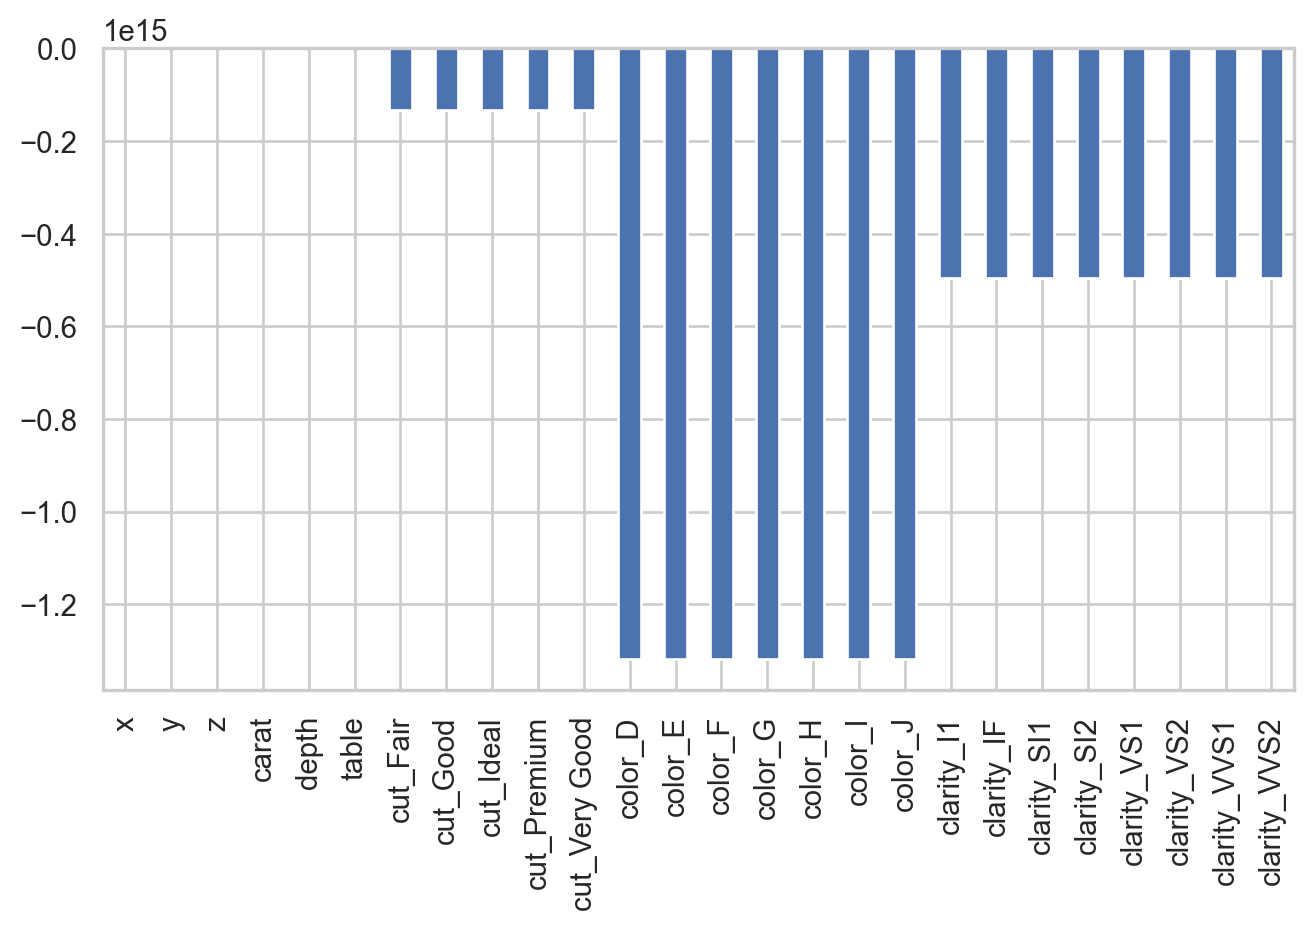 1e15
0.0
−0.2
−0.4
−0.6
−0.8
−1.0
−1.2
x
y
z
carat
depth
table
cut_Fair
cut_Good
cut_Ideal
cut_Premium
cut_Very Good
color_D
color_E
color_F
color_G
color_H
color_I
color_J
clarity_I1
clarity_IF
clarity_SI1
clarity_SI2
clarity_VS1
clarity_VS2
clarity_VVS1
clarity_VVS2